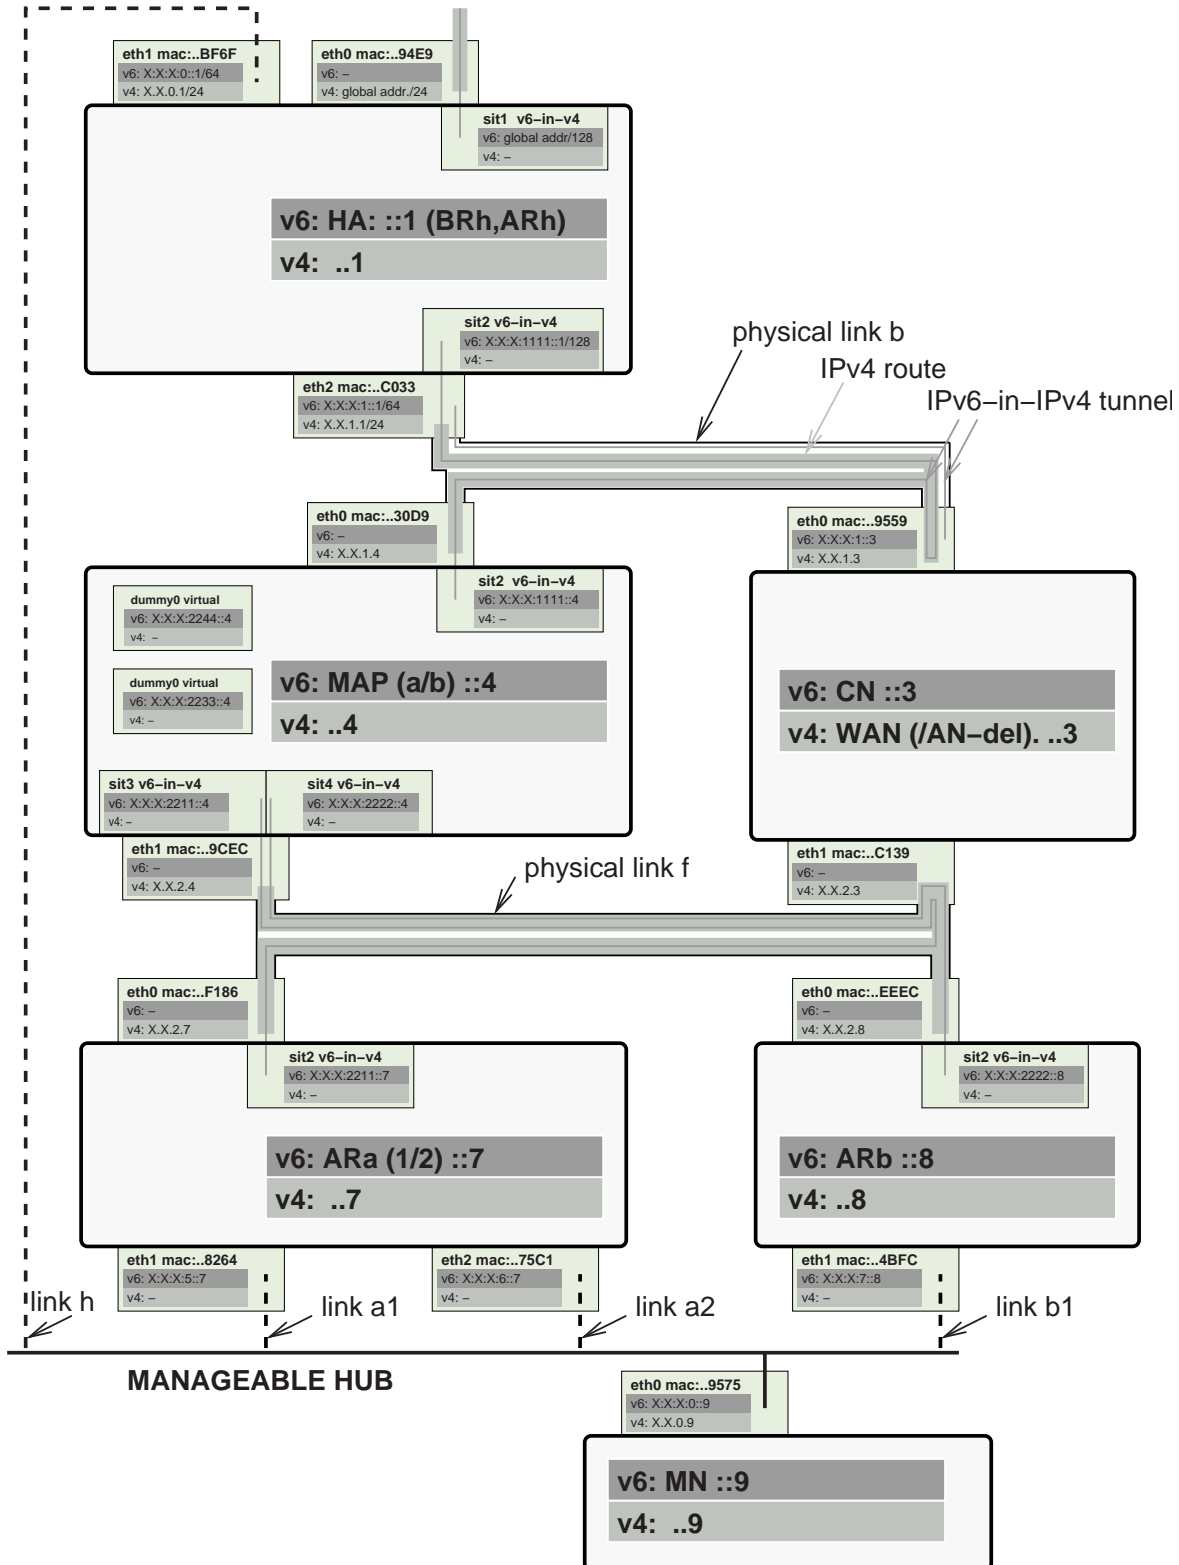 eth1 mac:..BF6F
v6: X:X:X:0::1/64
v4: X.X.0.1/24
eth0 mac:..94E9
v6: –
v4: global addr./24
sit1 v6–in–v4
v6: global addr/128
v4: –
v6: HA: ::1 (BRh,ARh)
v4: ..1
sit2 v6–in–v4
v6: X:X:X:1111::1/128
v4: –
eth2 mac:..C033
v6: X:X:X:1::1/64
v4: X.X.1.1/24
physical link b
IPv4 route
IPv6–in–IPv4 tunnel
eth0 mac:..30D9
v6: –
v4: X.X.1.4
eth0 mac:..9559
v6: X:X:X:1::3
v4: X.X.1.3
sit2 v6–in–v4
v6: X:X:X:1111::4
v4: –
dummy0 virtual
v6: X:X:X:2244::4
v4: –
dummy0 virtual
v6: X:X:X:2233::4
v4: –
v6: MAP (a/b) ::4
v4: ..4
v6: CN ::3
v4: WAN (/AN–del). ..3
sit3 v6–in–v4
v6: X:X:X:2211::4
v4: –
sit4 v6–in–v4
v6: X:X:X:2222::4
v4: –
eth1 mac:..9CEC
v6: –
v4: X.X.2.4
physical link f
eth1 mac:..C139
v6: –
v4: X.X.2.3
eth0 mac:..F186
v6: –
v4: X.X.2.7
eth0 mac:..EEEC
v6: –
v4: X.X.2.8
sit2 v6–in–v4
v6: X:X:X:2211::7
v4: –
sit2 v6–in–v4
v6: X:X:X:2222::8
v4: –
v6: ARa (1/2) ::7
v4: ..7
v6: ARb ::8
v4: ..8
eth1 mac:..8264
v6: X:X:X:5::7
v4: –
eth2 mac:..75C1
v6: X:X:X:6::7
v4: –
eth1 mac:..4BFC
v6: X:X:X:7::8
v4: –
link h
link a1
link a2
link b1
MANAGEABLE HUB
eth0 mac:..9575
v6: X:X:X:0::9
v4: X.X.0.9
v6: MN ::9
v4: ..9